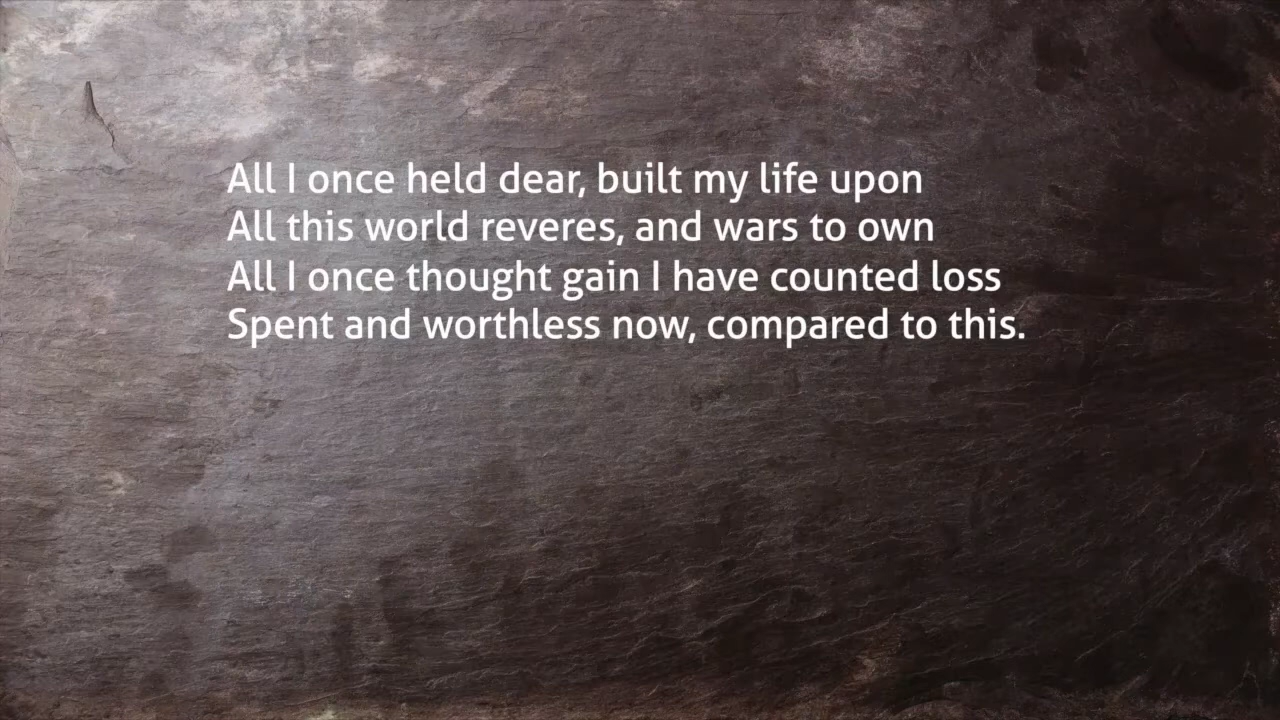 All I once held dear, built my life upon
All this world reveres, and wars to own
All I once thought gain I have counted loss
Spent and worthless now, compared to this.